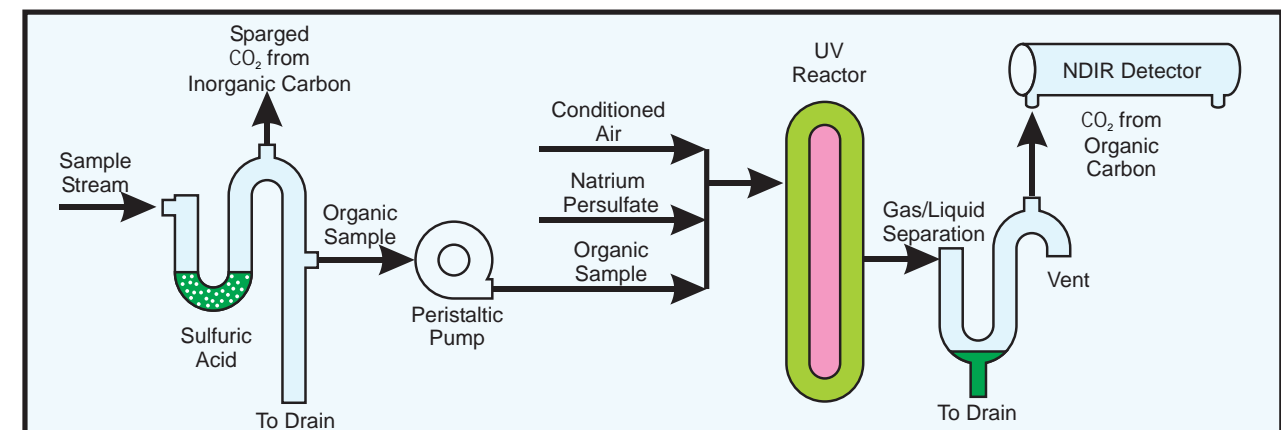 Sparged
CO₂ from
Inorganic Carbon
Sample
Stream
Sulfuric
Acid
To Drain
Organic
Sample
Peristaltic
Pump
Conditioned
Air
Natrium
Persulfate
Organic
Sample
UV
Reactor
Gas/Liquid
Separation
To Drain
Vent
NDIR Detector
CO₂ from
Organic
Carbon